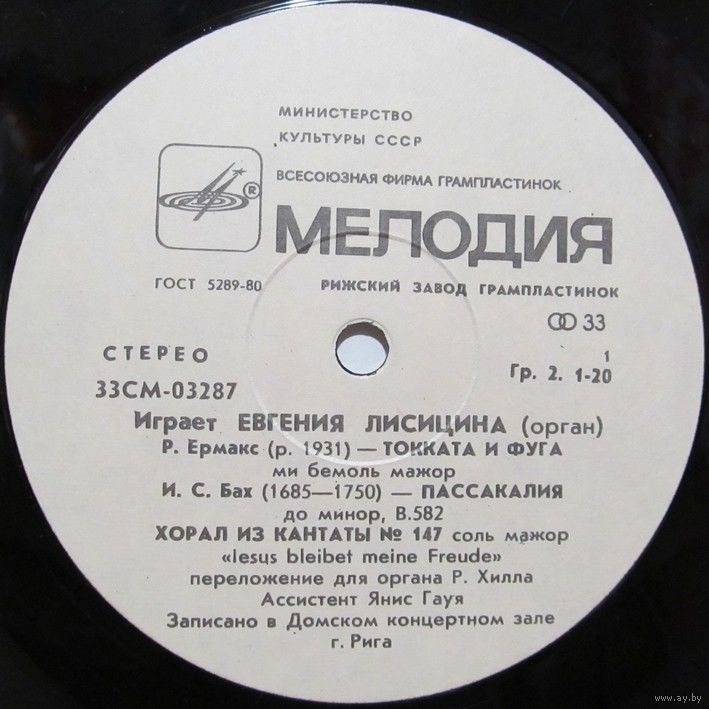 МИНИСТЕРСТВО
КУЛЬТУРЫ СССР
ВСЕСОЮЗНАЯ ФИРМА ГРАМПЛАСТИНОК
®
МЕЛОДИЯ
ГОСТ 5289-80 РИЖСКИЙ ЗАВОД ГРАМПЛАСТИНОК
33
СТЕРЕО 1
Гр. 2. 1-20
33СМ-03287
Играет ЕВГЕНИЯ ЛИСИЦИНА (орган)
Р. Ермакс (р. 1931) — ТОККАТА И ФУГА
ми бемоль мажор
И. С. Бах (1685—1750) — ПАССАКАЛИЯ
до минор, В.582
ХОРАЛ ИЗ КАНТАТЫ № 147 соль мажор
«Iesus bleibet meine Freude»
переложение для органа Р. Хилла
Ассистент Янис Гауя
Записано в Домском концертном зале
г. Рига
www.ay.by